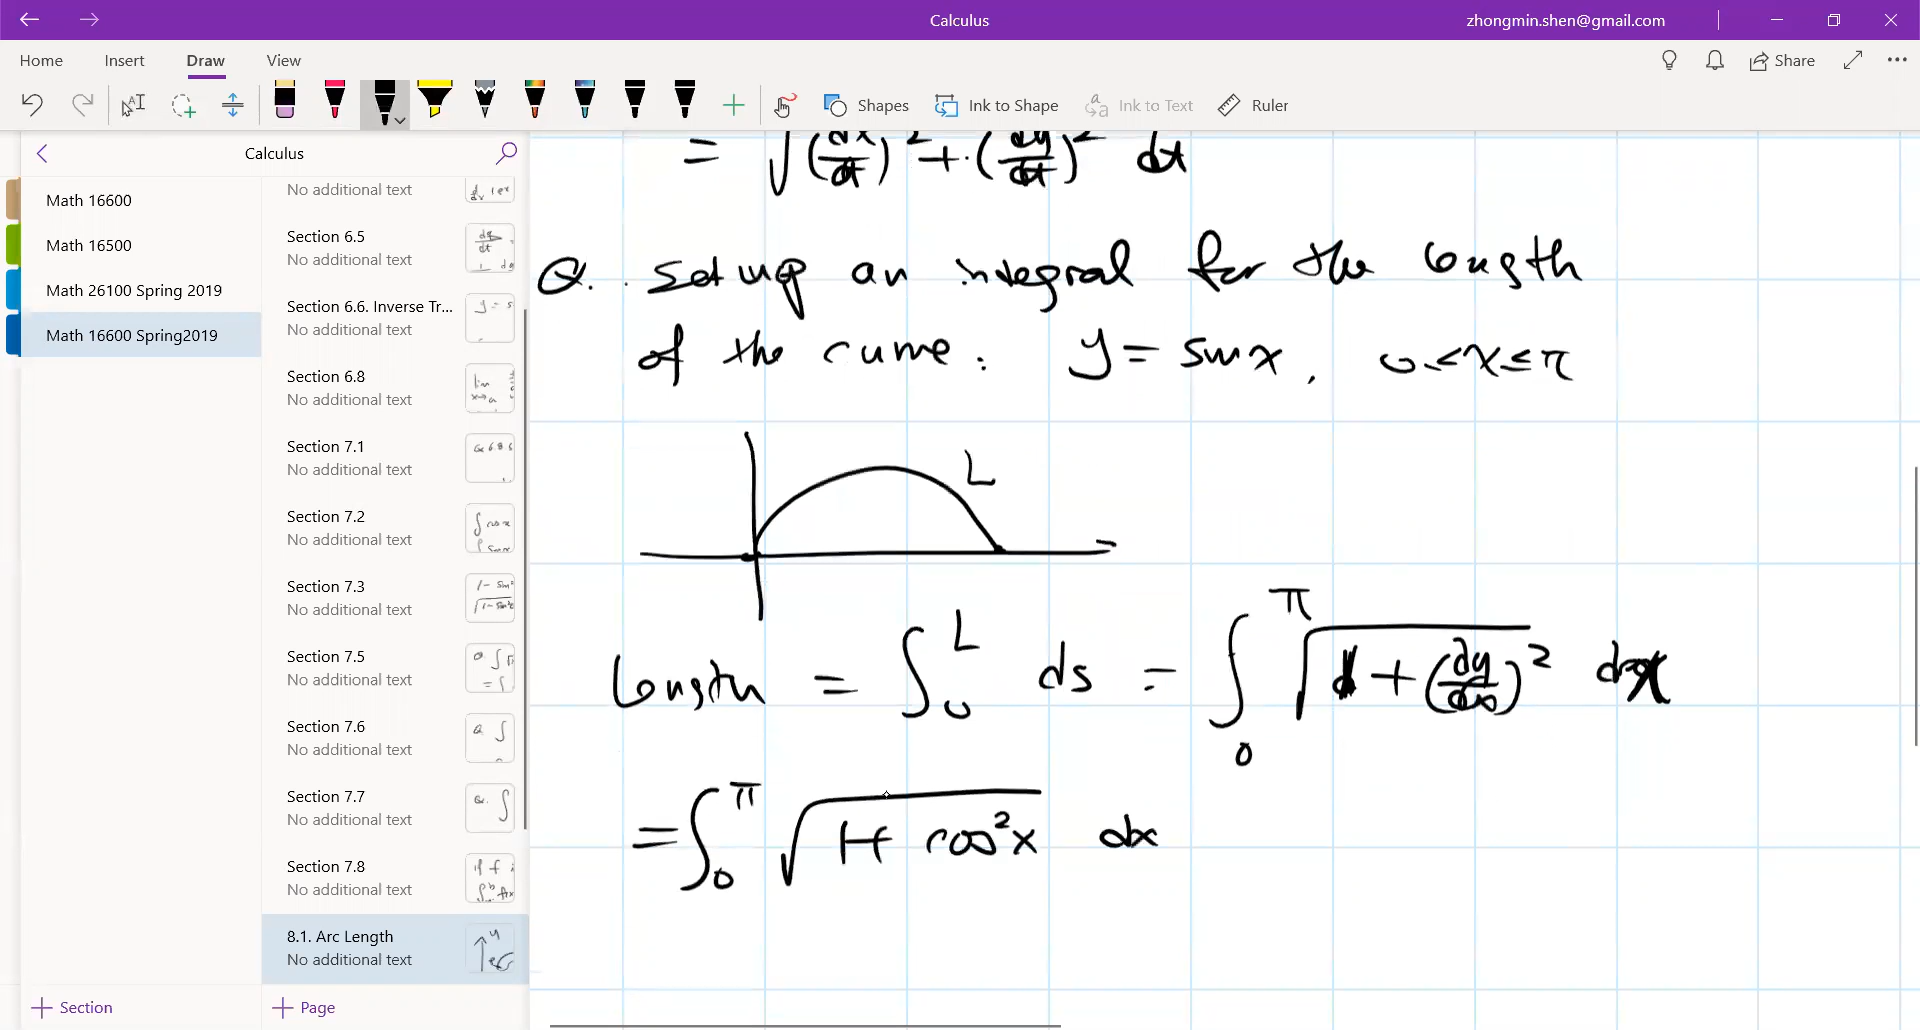 Calculus
zhongmin.shen@gmail.com
Home Insert Draw View
Share
Shapes Ink to Shape Ink to Text Ruler
Calculus
Math 16600
Math 16500
Math 26100 Spring 2019
Math 16600 Spring2019
No additional text
Section 6.5
No additional text
Section 6.6. Inverse Tr...
No additional text
Section 6.8
No additional text
Section 7.1
No additional text
Section 7.2
No additional text
Section 7.3
No additional text
Section 7.5
No additional text
Section 7.6
No additional text
Section 7.7
No additional text
Section 7.8
No additional text
8.1. Arc Length
No additional text
+ Section
+ Page
= √(dx/dt)² + (dy/dt)² dt
Q. set up an integral for the length
of the curve: y = sin x, 0 ≤ x ≤ π
L
length = ∫₀ᴸ ds = ∫₀^π √(1 + (dy/dx)²) dx
= ∫₀^π √(1+ cos²x) dx